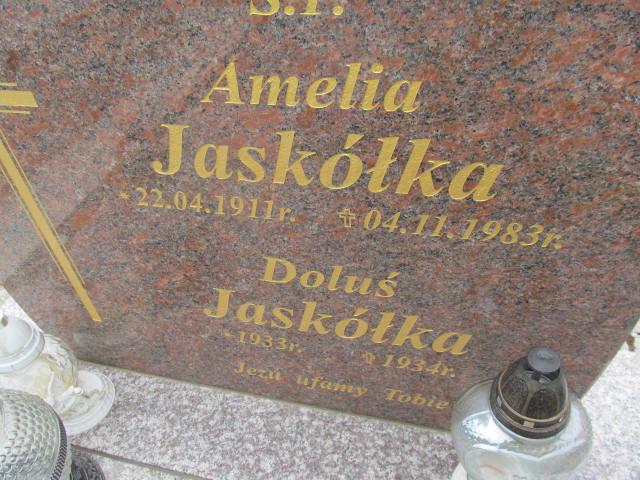 Ś.P.
Amelia
Jaskółka
* 22.04.1911r. ✝ 04.11.1983r.
Doluś
Jaskółka
* 1933r. ✝ 1934r.
Jezu ufamy Tobie